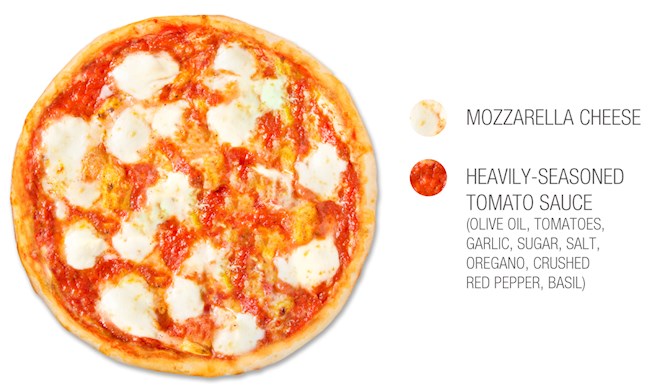 MOZZARELLA CHEESE
HEAVILY-SEASONED
TOMATO SAUCE
(OLIVE OIL, TOMATOES,
GARLIC, SUGAR, SALT,
OREGANO, CRUSHED
RED PEPPER, BASIL)